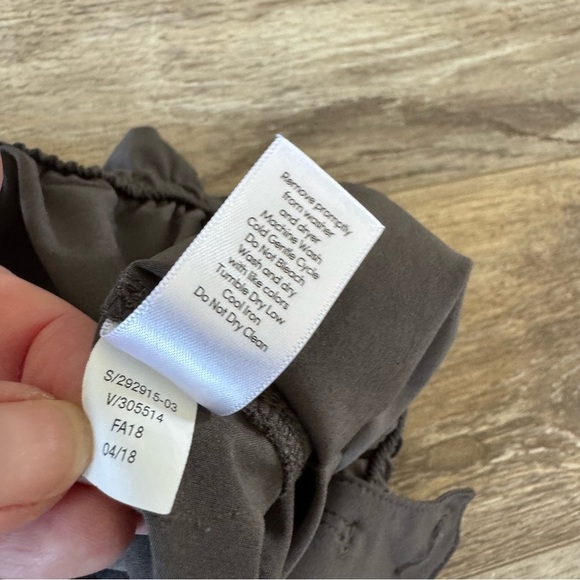 Remove promptly
from washer
and dryer
Machine Wash
Cold Gentle Cycle
Do Not Bleach
Wash and dry
with like colors
Tumble Dry Low
Cool Iron
Do Not Dry Clean
S/292915-03
V/305514
FA18
04/18